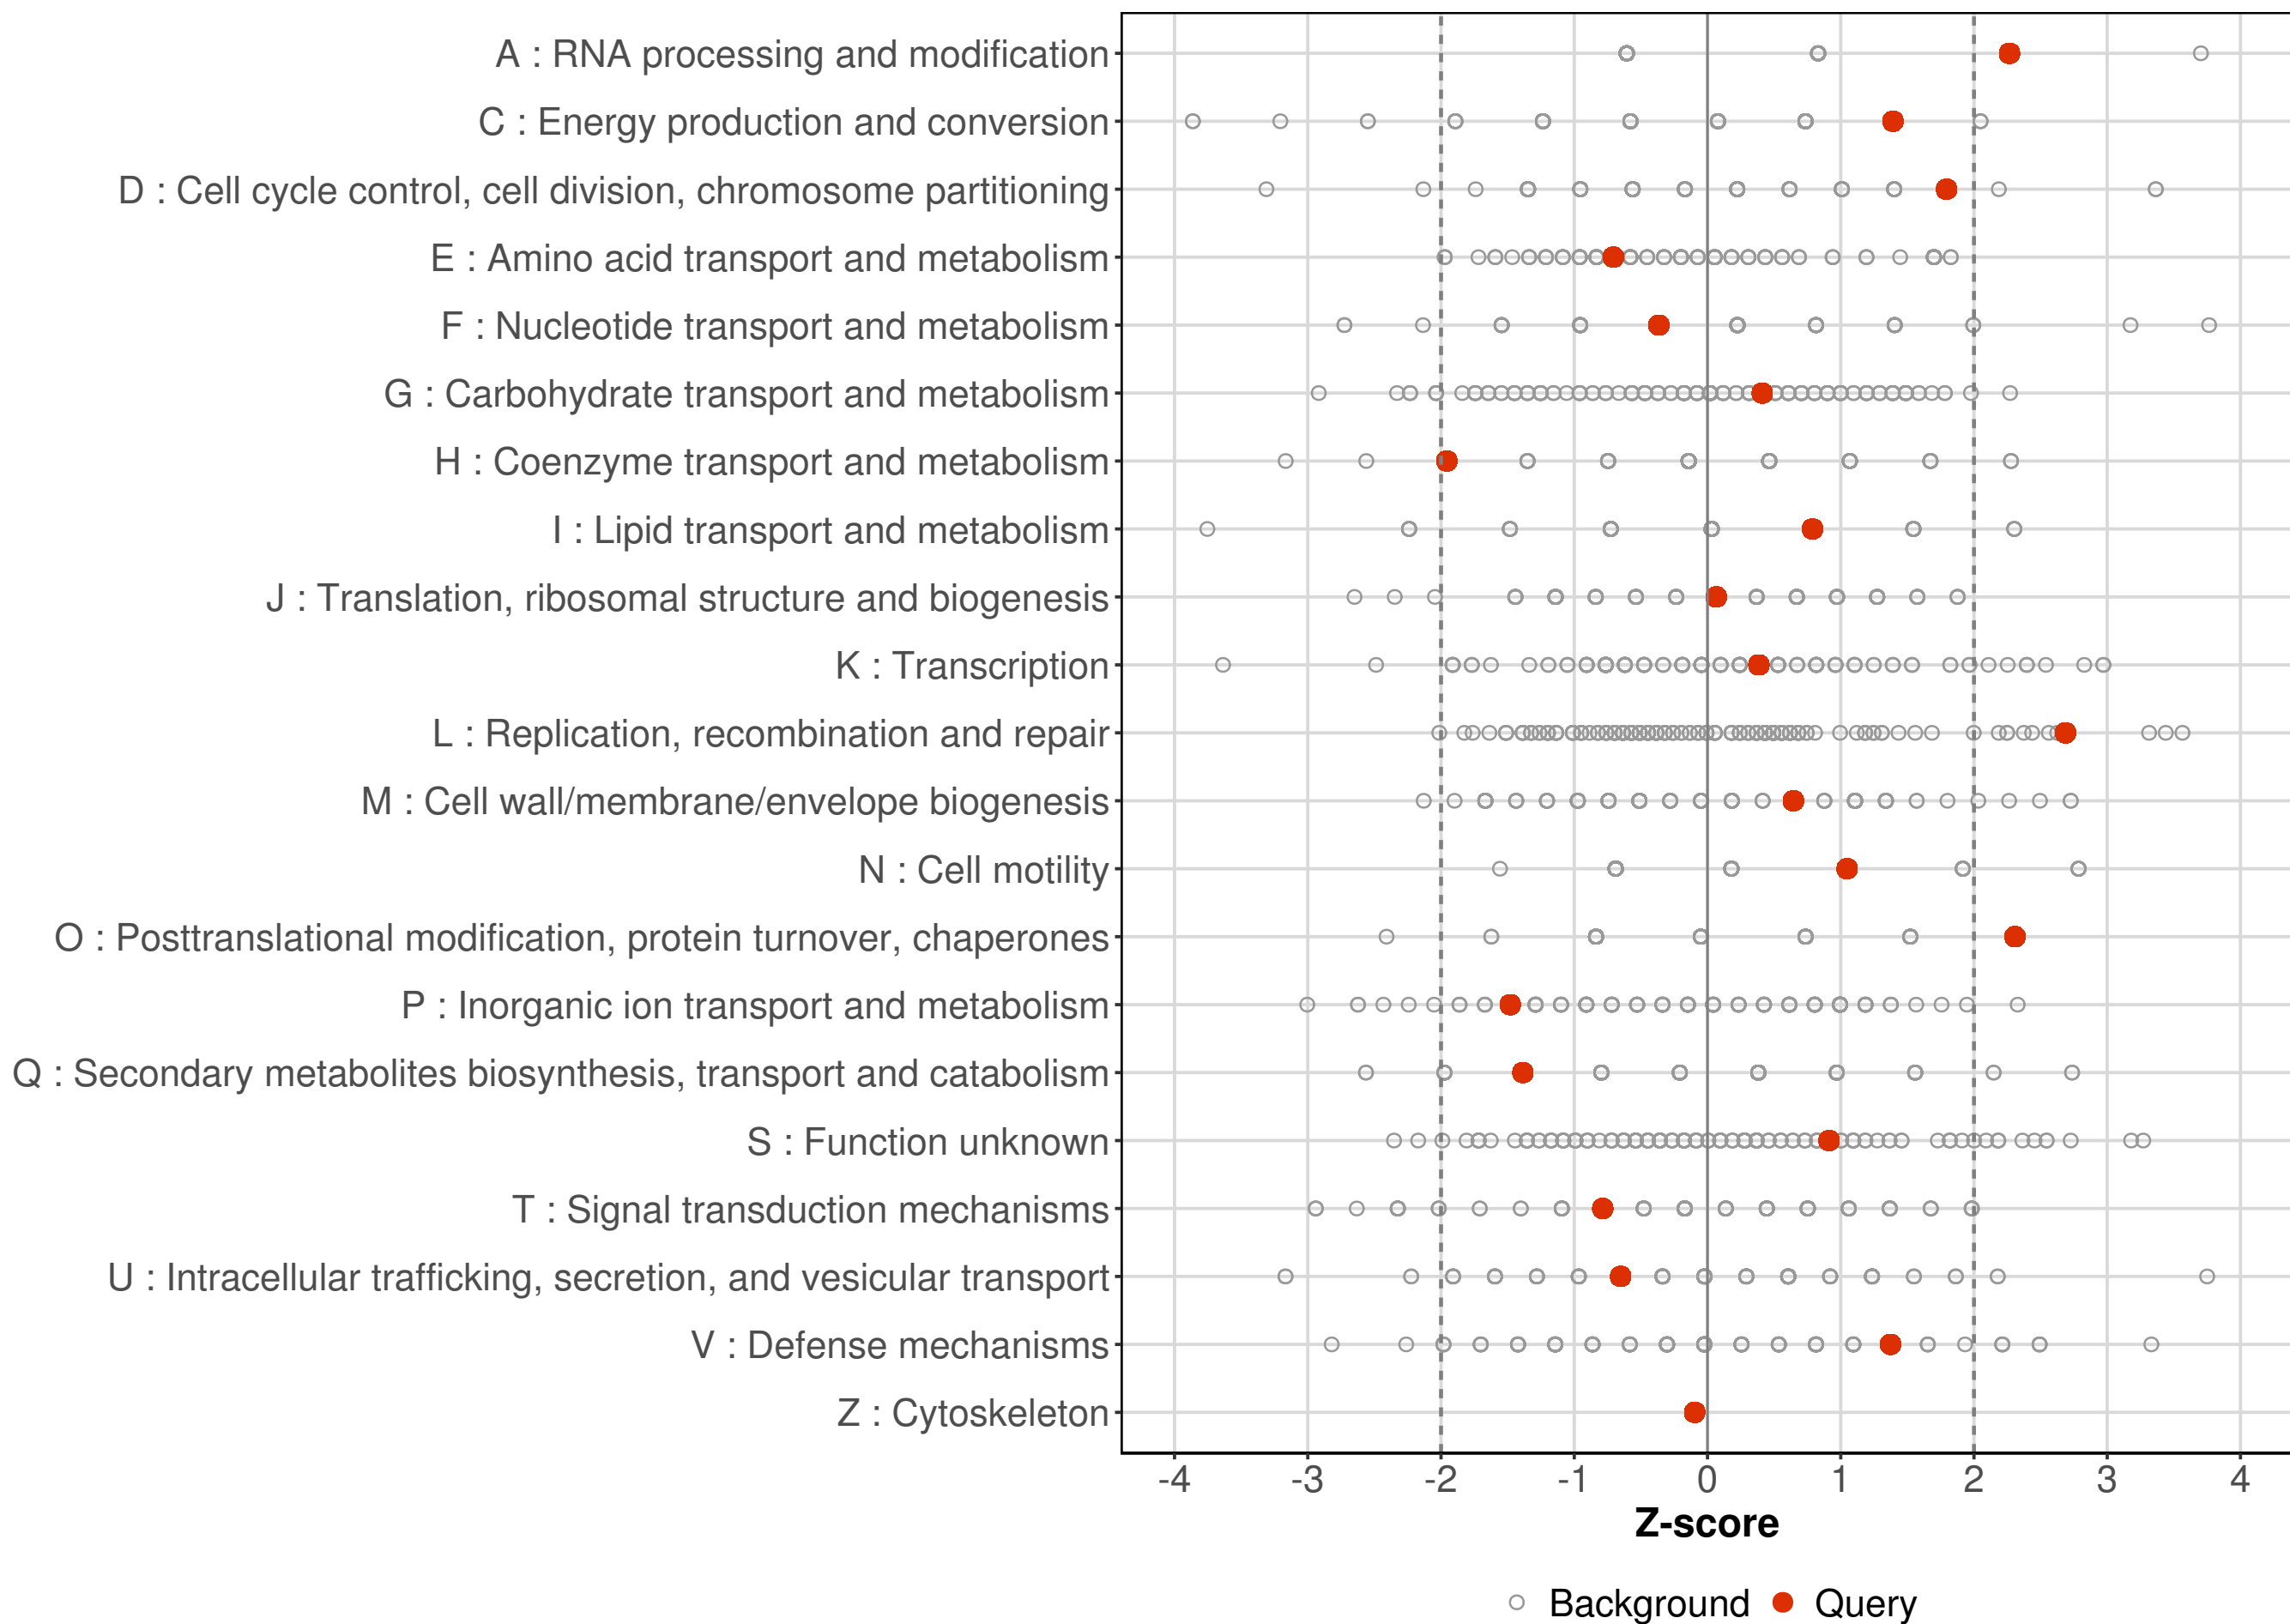 A : RNA processing and modification
C : Energy production and conversion
D : Cell cycle control, cell division, chromosome partitioning
E : Amino acid transport and metabolism
F : Nucleotide transport and metabolism
G : Carbohydrate transport and metabolism
H : Coenzyme transport and metabolism
I : Lipid transport and metabolism
J : Translation, ribosomal structure and biogenesis
K : Transcription
L : Replication, recombination and repair
M : Cell wall/membrane/envelope biogenesis
N : Cell motility
O : Posttranslational modification, protein turnover, chaperones
P : Inorganic ion transport and metabolism
Q : Secondary metabolites biosynthesis, transport and catabolism
S : Function unknown
T : Signal transduction mechanisms
U : Intracellular trafficking, secretion, and vesicular transport
V : Defense mechanisms
Z : Cytoskeleton
-4 -3 -2 -1 0 1 2 3 4
Z-score
Background Query